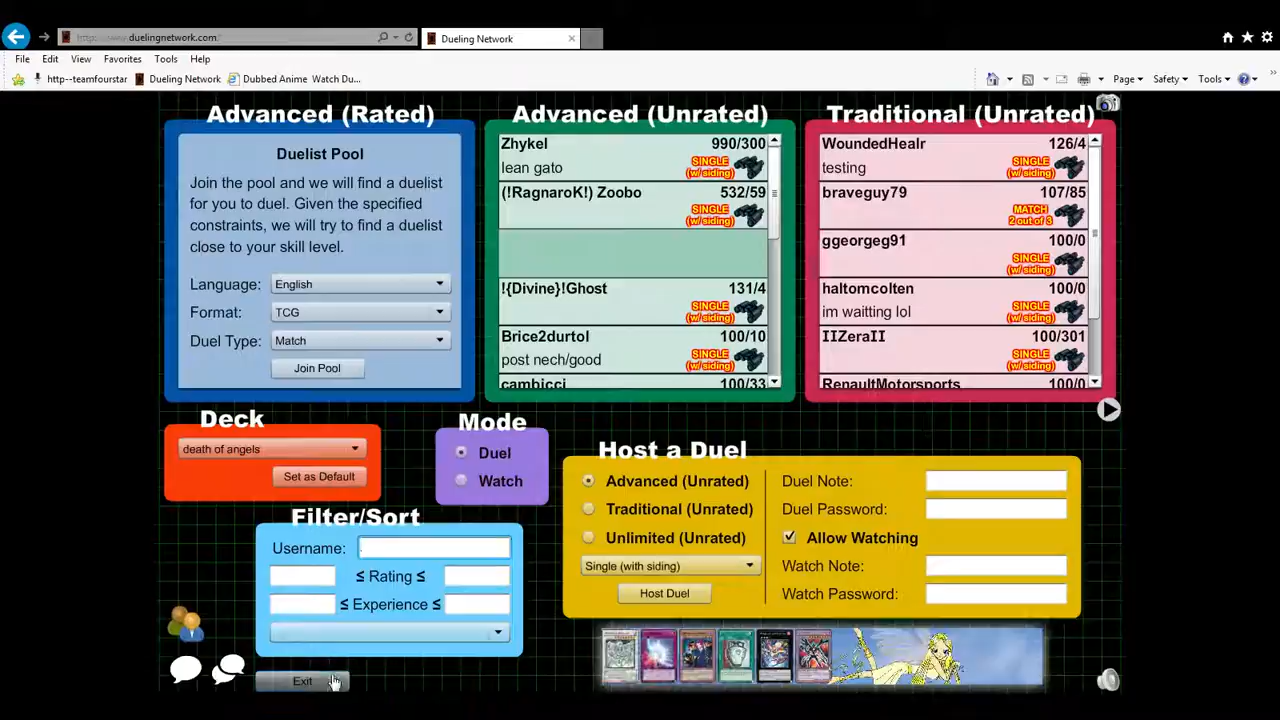 http://www.duelingnetwork.com/
Dueling Network
File Edit View Favorites Tools Help
http--teamfourstar Dueling Network Dubbed Anime Watch Du...
Page Safety Tools
Advanced (Rated)
Duelist Pool
Join the pool and we will find a duelist
for you to duel. Given the specified
constraints, we will try to find a duelist
close to your skill level.
Language: English
Format: TCG
Duel Type: Match
Join Pool
Advanced (Unrated)
Zhykel 990/300
lean gato SINGLE
(w/ siding)
(!RagnaroK!) Zoobo 532/59
SINGLE
(w/ siding)
!{Divine}!Ghost 131/4
SINGLE
(w/ siding)
Brice2durtol 100/10
post nech/good SINGLE
(w/ siding)
cambicci 100/33
Traditional (Unrated)
WoundedHealr 126/4
testing SINGLE
(w/ siding)
braveguy79 107/85
MATCH
2 out of 3
ggeorgeg91 100/0
SINGLE
(w/ siding)
haltomcolten 100/0
im waitting lol SINGLE
(w/ siding)
IIZeraII 100/301
SINGLE
(w/ siding)
RenaultMotorsports 100/0
Deck
death of angels
Set as Default
Mode
Duel
Watch
Filter/Sort
Username:
≤ Rating ≤
≤ Experience ≤
Exit
Host a Duel
Advanced (Unrated)
Traditional (Unrated)
Unlimited (Unrated)
Single (with siding)
Host Duel
Duel Note:
Duel Password:
Allow Watching
Watch Note:
Watch Password: